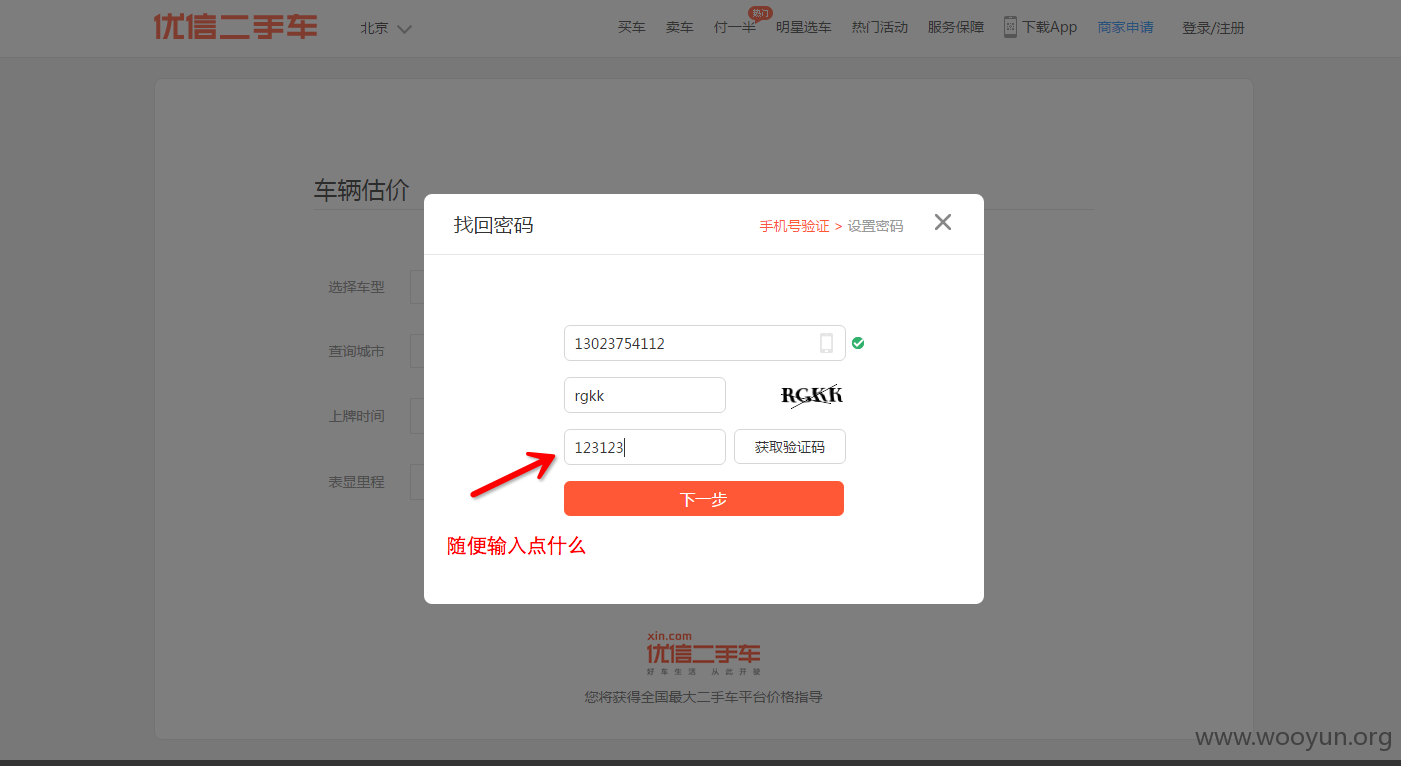 优信二手车 北京 买车 卖车 付一半 热门 明星选车 热门活动 服务保障 下载App 商家申请 登录/注册
车辆估价
找回密码 手机号验证 > 设置密码
选择车型
13023754112
查询城市
rgkk RGKK
上牌时间
123123 获取验证码
表显里程
下一步
随便输入点什么
xin.com
优信二手车
好车生活 从此开驶
您将获得全国最大二手车平台价格指导
www.wooyun.org